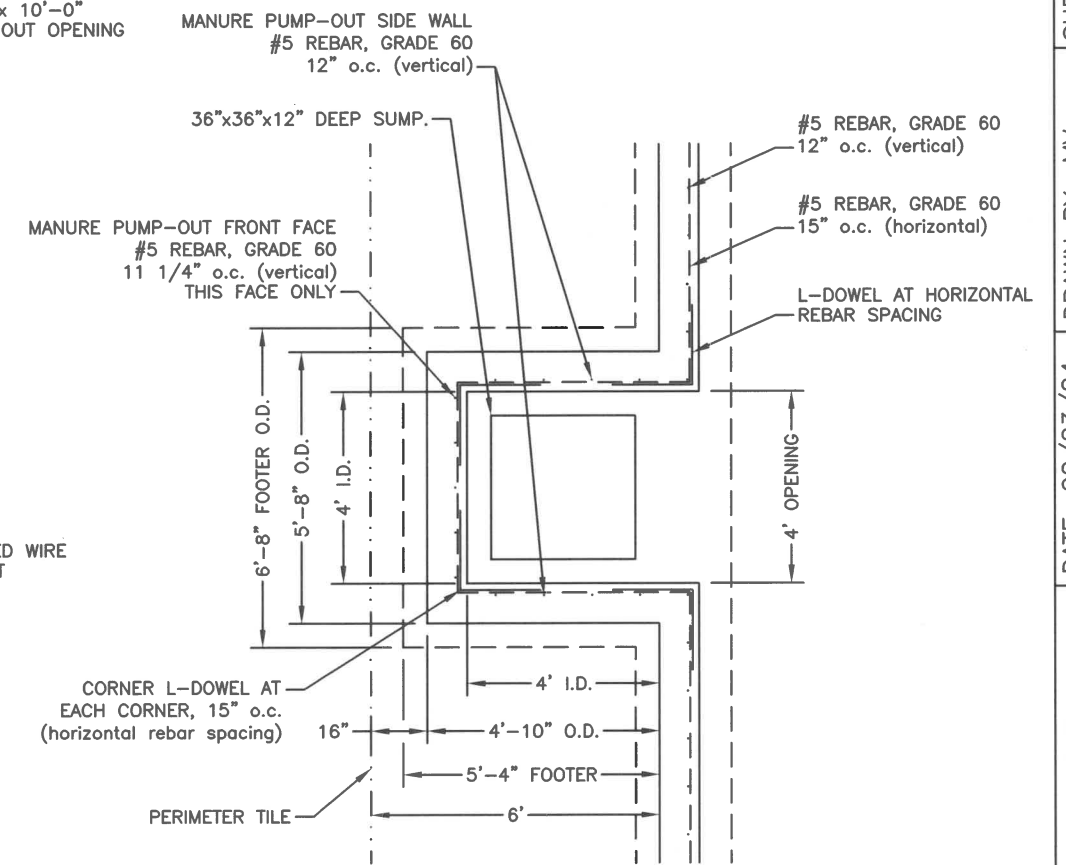 x 10'-0"
OUT OPENING
MANURE PUMP-OUT SIDE WALL
#5 REBAR, GRADE 60
12" o.c. (vertical)
36"x36"x12" DEEP SUMP.
#5 REBAR, GRADE 60
12" o.c. (vertical)
#5 REBAR, GRADE 60
15" o.c. (horizontal)
MANURE PUMP-OUT FRONT FACE
#5 REBAR, GRADE 60
11 1/4" o.c. (vertical)
THIS FACE ONLY
L-DOWEL AT HORIZONTAL
REBAR SPACING
6'-8" FOOTER O.D.
5'-8" O.D.
4' I.D.
4' OPENING
ED WIRE
CORNER L-DOWEL AT
EACH CORNER, 15" o.c.
(horizontal rebar spacing)
4' I.D.
16"
4'-10" O.D.
5'-4" FOOTER
6'
PERIMETER TILE